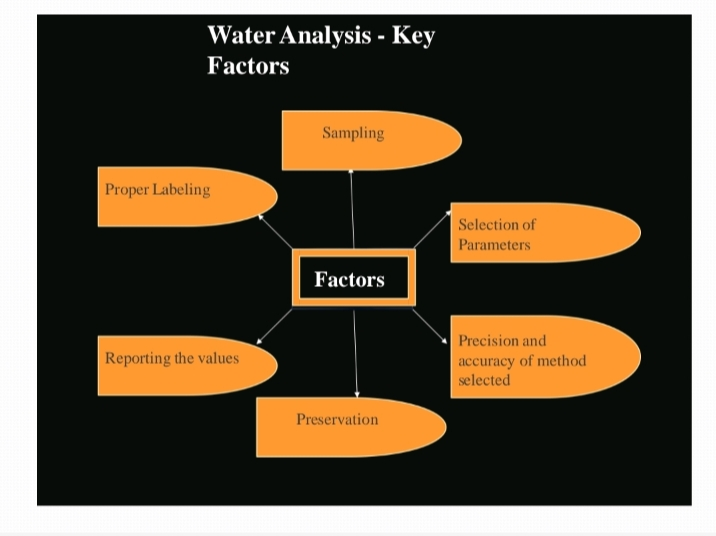 Water Analysis - Key
Factors
Sampling
Proper Labeling
Selection of
Parameters
Factors
Precision and
accuracy of method
selected
Reporting the values
Preservation